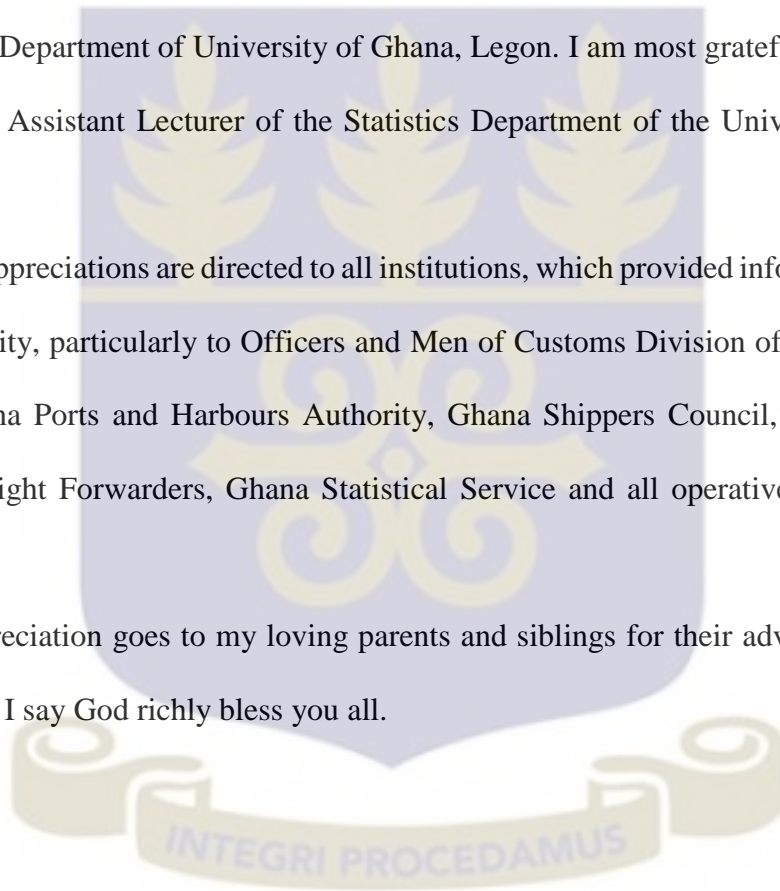 Department of University of Ghana, Legon. I am most gratef
Assistant Lecturer of the Statistics Department of the Univ
ppreciations are directed to all institutions, which provided info
ity, particularly to Officers and Men of Customs Division of
na Ports and Harbours Authority, Ghana Shippers Council,
ight Forwarders, Ghana Statistical Service and all operative
reciation goes to my loving parents and siblings for their adv
I say God richly bless you all.
INTEGRI PROCEDAMUS